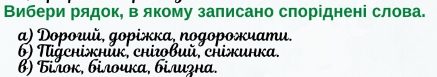 Вибери рядок, в якому записано споріднені слова.
а) Дорогий, доріжка, подорожчати.
б) Підсніжник, сніговий, сніжинка.
в) Білок, білочка, білизна.